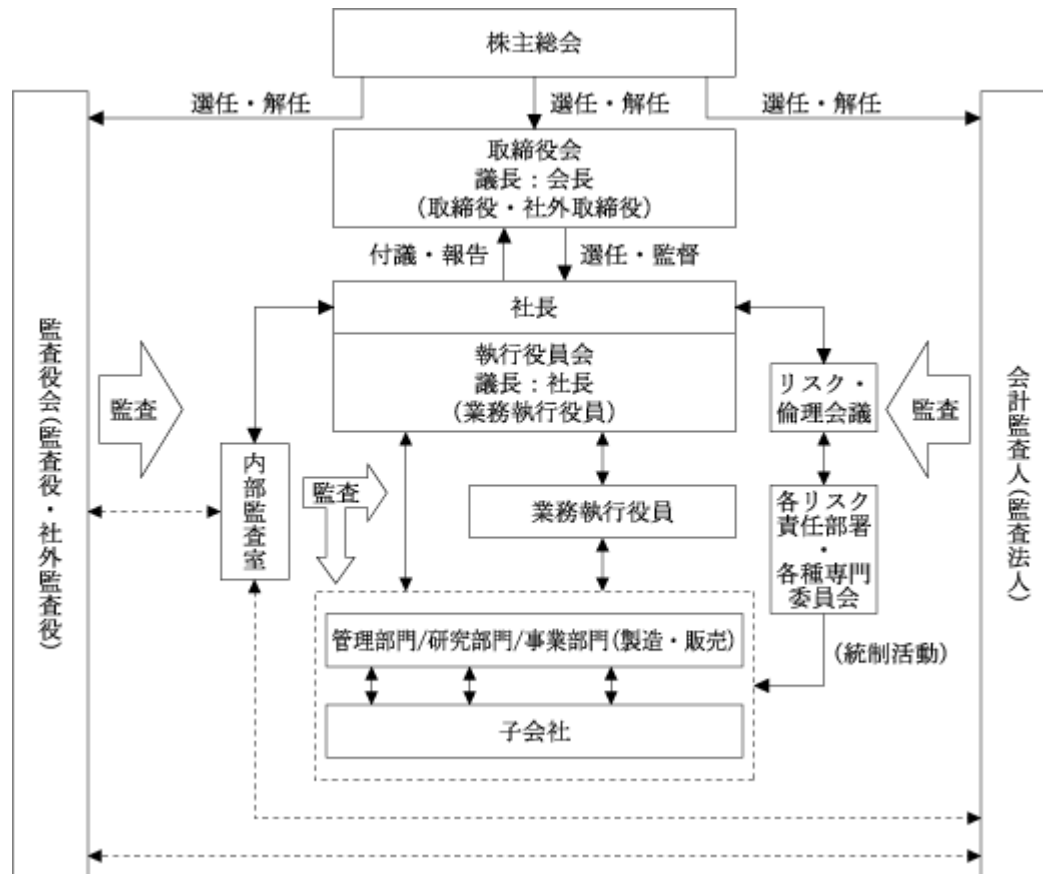 株主総会
選任・解任
選任・解任
選任・解任
取締役会
議長：会長
(取締役・社外取締役)
付議・報告
選任・監督
社長
執行役員会
議長：社長
(業務執行役員)
監査役会(監査役・社外監査役)
監査
内部監査室
監査
業務執行役員
リスク・
倫理会議
監査
会計監査人(監査法人)
各リスク
責任部署
・
各種専門
委員会
管理部門/研究部門/事業部門(製造・販売)
(統制活動)
子会社